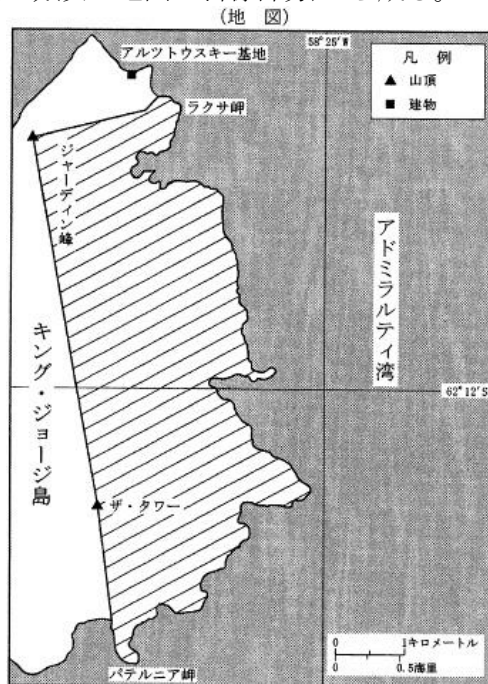 (地 図)
58°25′W
凡 例
▲ 山頂
■ 建物
アルツトウスキー基地
ラクサ岬
ジャーディン峰
アドミラルティ湾
キング・ジョージ島
62°12′S
ザ・タワー
0 1キロメートル
0 0.5海里
パテルニア岬